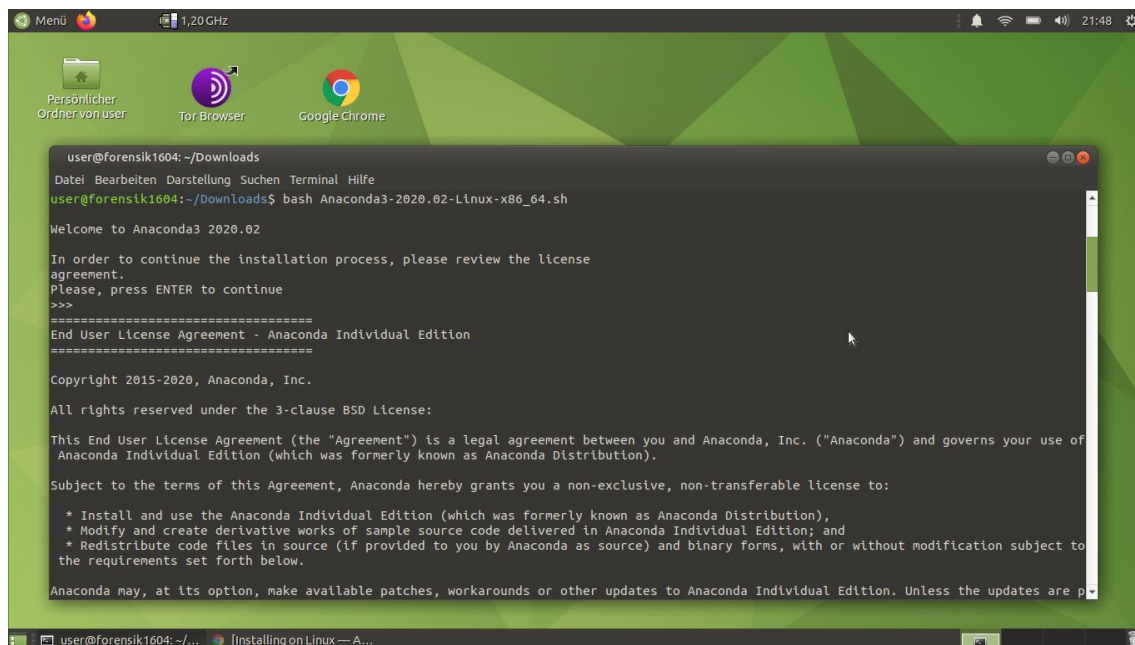 Menü 1,20 GHz 21:48
Persönlicher
Ordner von user
Tor Browser
Google Chrome
user@forensik1604: ~/Downloads
Datei Bearbeiten Darstellung Suchen Terminal Hilfe
user@forensik1604:~/Downloads$ bash Anaconda3-2020.02-Linux-x86_64.sh
Welcome to Anaconda3 2020.02
In order to continue the installation process, please review the license
agreement.
Please, press ENTER to continue
>>>
===================================
End User License Agreement - Anaconda Individual Edition
===================================
Copyright 2015-2020, Anaconda, Inc.
All rights reserved under the 3-clause BSD License:
This End User License Agreement (the "Agreement") is a legal agreement between you and Anaconda, Inc. ("Anaconda") and governs your use of
Anaconda Individual Edition (which was formerly known as Anaconda Distribution).
Subject to the terms of this Agreement, Anaconda hereby grants you a non-exclusive, non-transferable license to:
* Install and use the Anaconda Individual Edition (which was formerly known as Anaconda Distribution),
* Modify and create derivative works of sample source code delivered in Anaconda Individual Edition; and
* Redistribute code files in source (if provided to you by Anaconda as source) and binary forms, with or without modification subject to
the requirements set forth below.
Anaconda may, at its option, make available patches, workarounds or other updates to Anaconda Individual Edition. Unless the updates are p
user@forensik1604: ~/... [Installing on Linux — A...